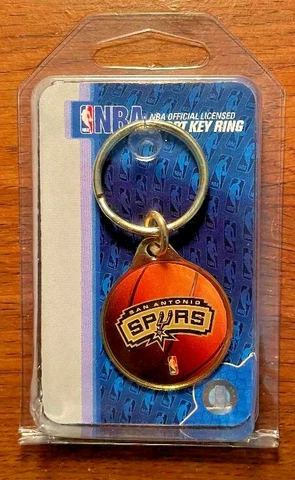 NBA
NBA OFFICIAL LICENSED
KEY RING
SAN ANTONIO
SPURS